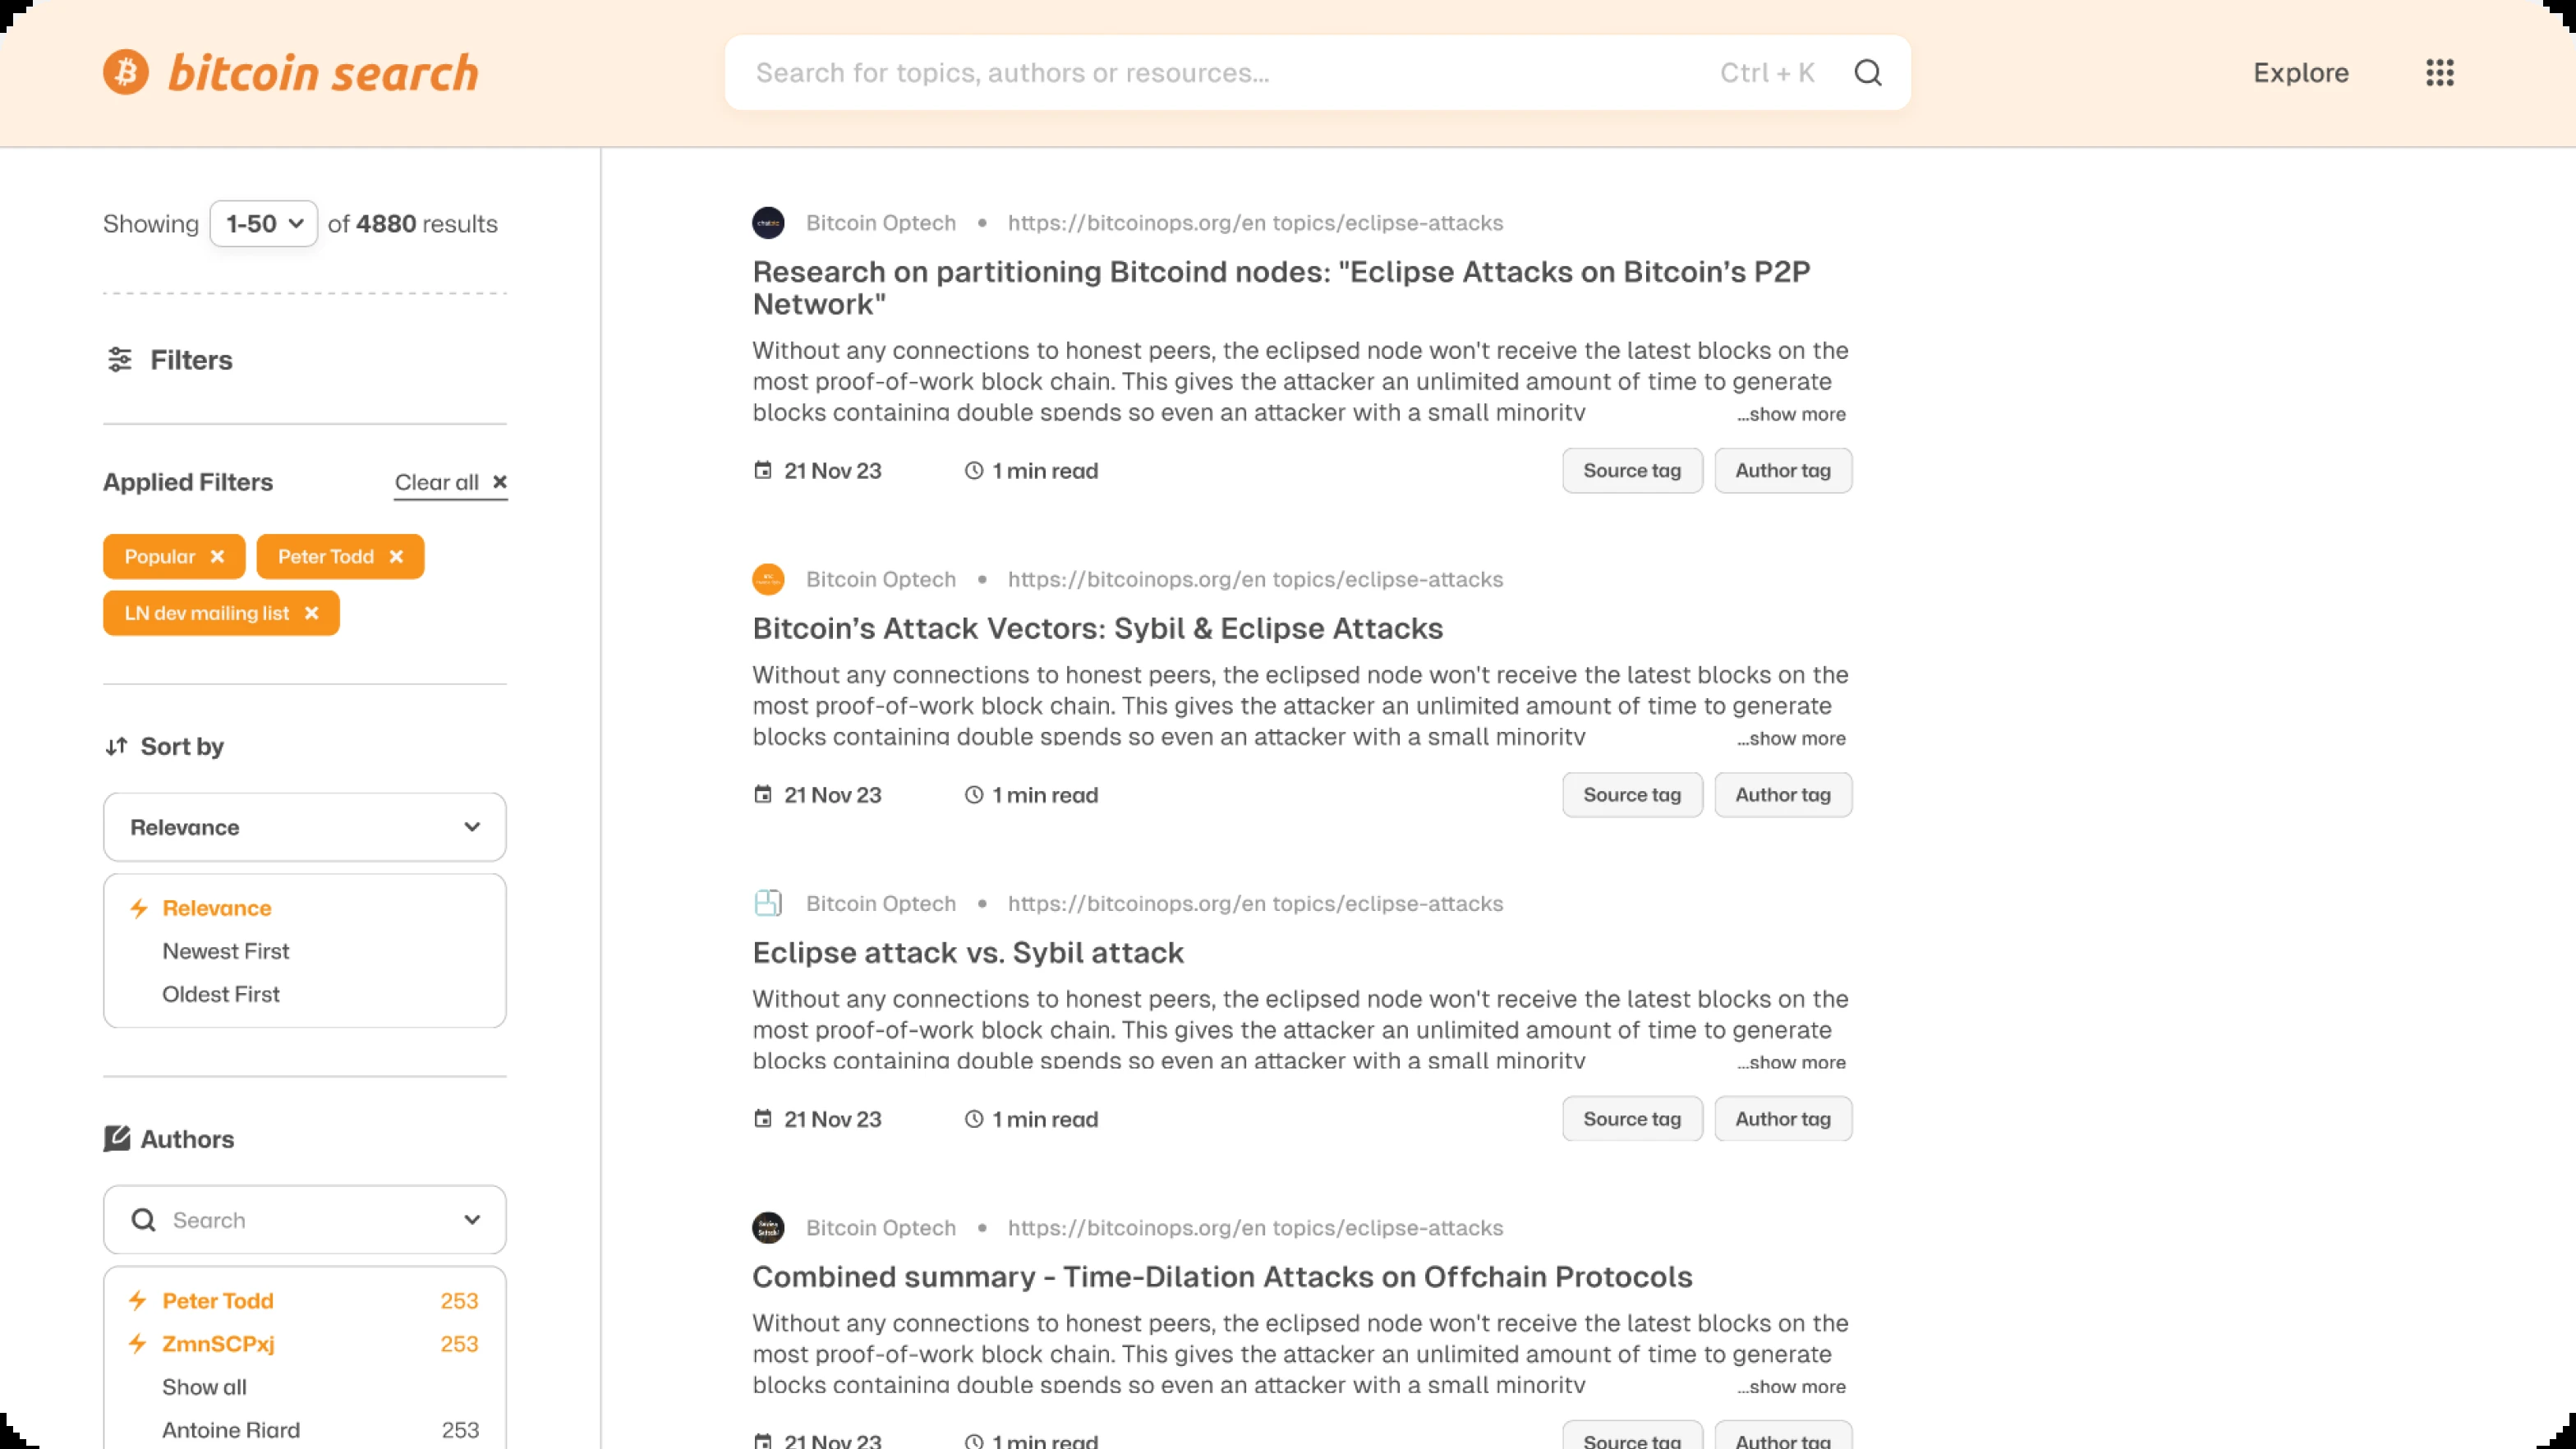 bitcoin search
Search for topics, authors or resources...
Ctrl + K
Explore
Showing 1-50 of 4880 results
Filters
Applied Filters
Clear all
Popular
Peter Todd
LN dev mailing list
Sort by
Relevance
Relevance
Newest First
Oldest First
Authors
Search
Peter Todd 253
ZmnSCPxj 253
Show all
Antoine Riard 253
Bitcoin Optech • https://bitcoinops.org/en topics/eclipse-attacks
Research on partitioning Bitcoind nodes: "Eclipse Attacks on Bitcoin’s P2P
Network"
Without any connections to honest peers, the eclipsed node won't receive the latest blocks on the
most proof-of-work block chain. This gives the attacker an unlimited amount of time to generate
blocks containing double spends so even an attacker with a small minority ...show more
21 Nov 23 1 min read Source tag Author tag
Bitcoin Optech • https://bitcoinops.org/en topics/eclipse-attacks
Bitcoin’s Attack Vectors: Sybil & Eclipse Attacks
Without any connections to honest peers, the eclipsed node won't receive the latest blocks on the
most proof-of-work block chain. This gives the attacker an unlimited amount of time to generate
blocks containing double spends so even an attacker with a small minority ...show more
21 Nov 23 1 min read Source tag Author tag
Bitcoin Optech • https://bitcoinops.org/en topics/eclipse-attacks
Eclipse attack vs. Sybil attack
Without any connections to honest peers, the eclipsed node won't receive the latest blocks on the
most proof-of-work block chain. This gives the attacker an unlimited amount of time to generate
blocks containing double spends so even an attacker with a small minority ...show more
21 Nov 23 1 min read Source tag Author tag
Bitcoin Optech • https://bitcoinops.org/en topics/eclipse-attacks
Combined summary - Time-Dilation Attacks on Offchain Protocols
Without any connections to honest peers, the eclipsed node won't receive the latest blocks on the
most proof-of-work block chain. This gives the attacker an unlimited amount of time to generate
blocks containing double spends so even an attacker with a small minority ...show more
21 Nov 23 1 min read Source tag Author tag